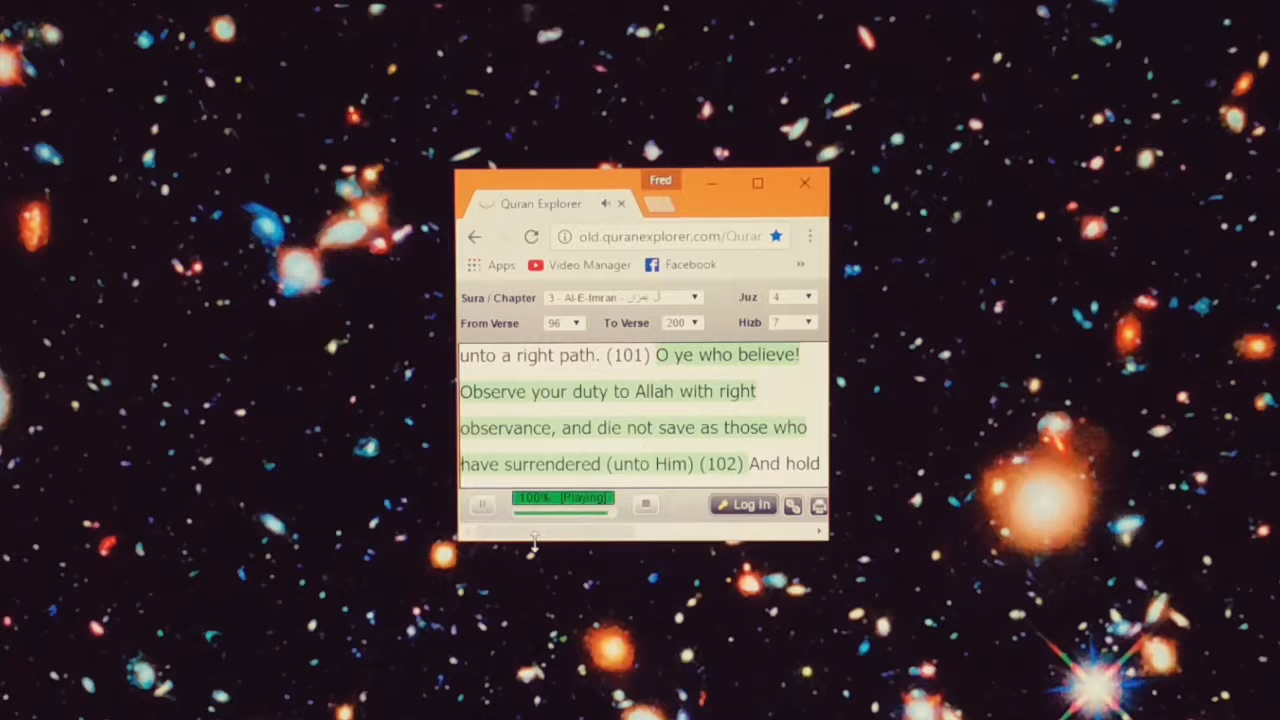 Fred
Quran Explorer
old.quranexplorer.com/Qurar
Apps Video Manager Facebook »
Sura / Chapter 3 - Al-E-Imran - Juz 4
From Verse 96 To Verse 200 Hizb 7
unto a right path. (101) O ye who believe!
Observe your duty to Allah with right
observance, and die not save as those who
have surrendered (unto Him) (102) And hold
100% [Playing] Log In